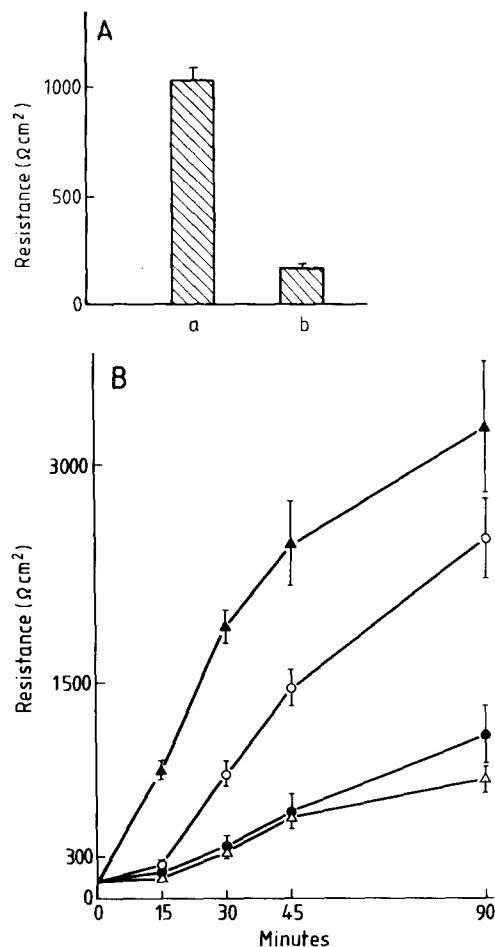 A
Resistance (Ω cm²)
1000
500
0
a
b
B
Resistance (Ω cm²)
3000
1500
300
0
0
15
30
45
90
Minutes